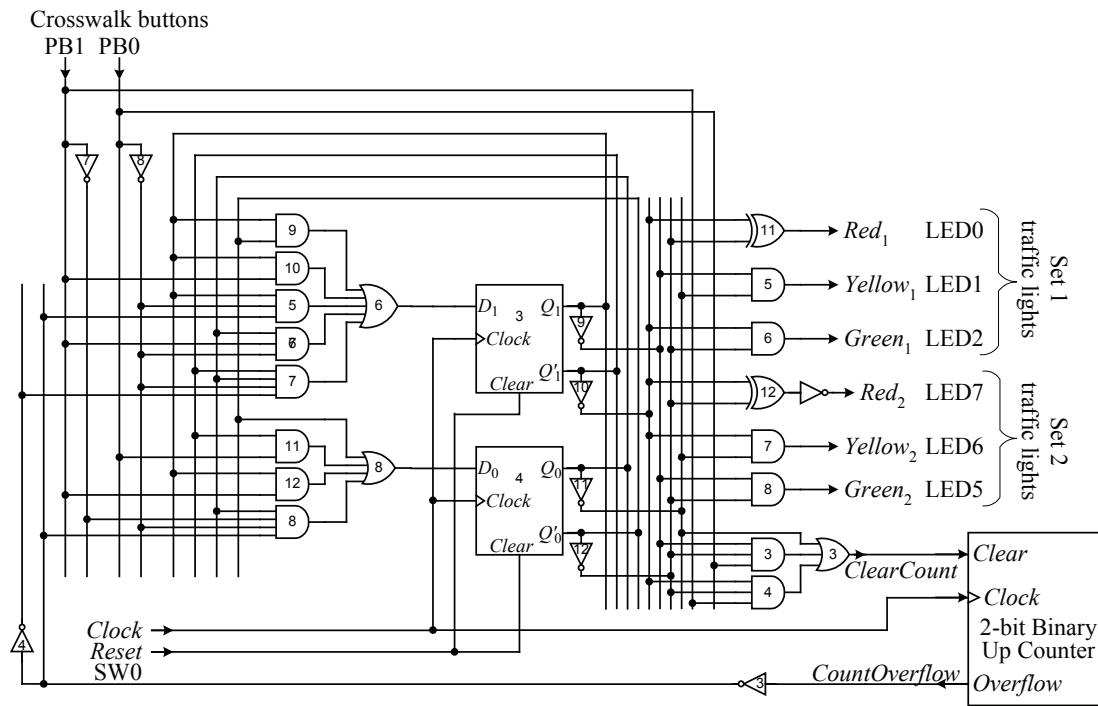 Crosswalk buttons
PB1 PB0
7
8
9
10
5
6
7
6
11
12
8
8
D1 3 Q1
Clock
Q'1
Clear
D0 4 Q0
Clock
Q'0
Clear
9
10
11
12
11 Red1 LED0
5 Yellow1 LED1
6 Green1 LED2
Set 1
traffic lights
12 Red2 LED7
7 Yellow2 LED6
8 Green2 LED5
Set 2
traffic lights
3
4
3
ClearCount
Clear
Clock
2-bit Binary
Up Counter
Overflow
CountOverflow
3
4
Clock
Reset
SW0